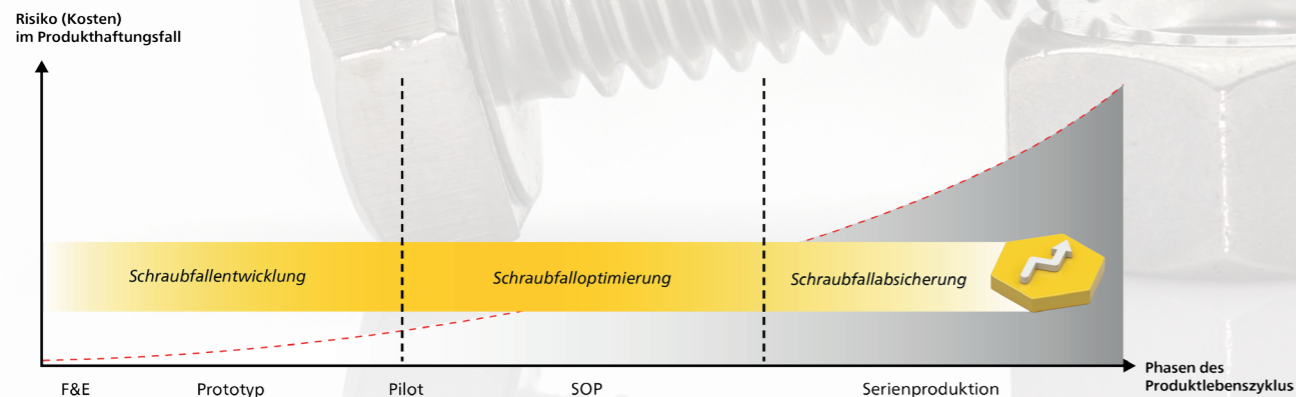 Risiko (Kosten)
im Produkthaftungsfall
Schraubfallentwicklung
Schraubfalloptimierung
Schraubfallabsicherung
F&E
Prototyp
Pilot
SOP
Serienproduktion
Phasen des
Produktlebenszyklus